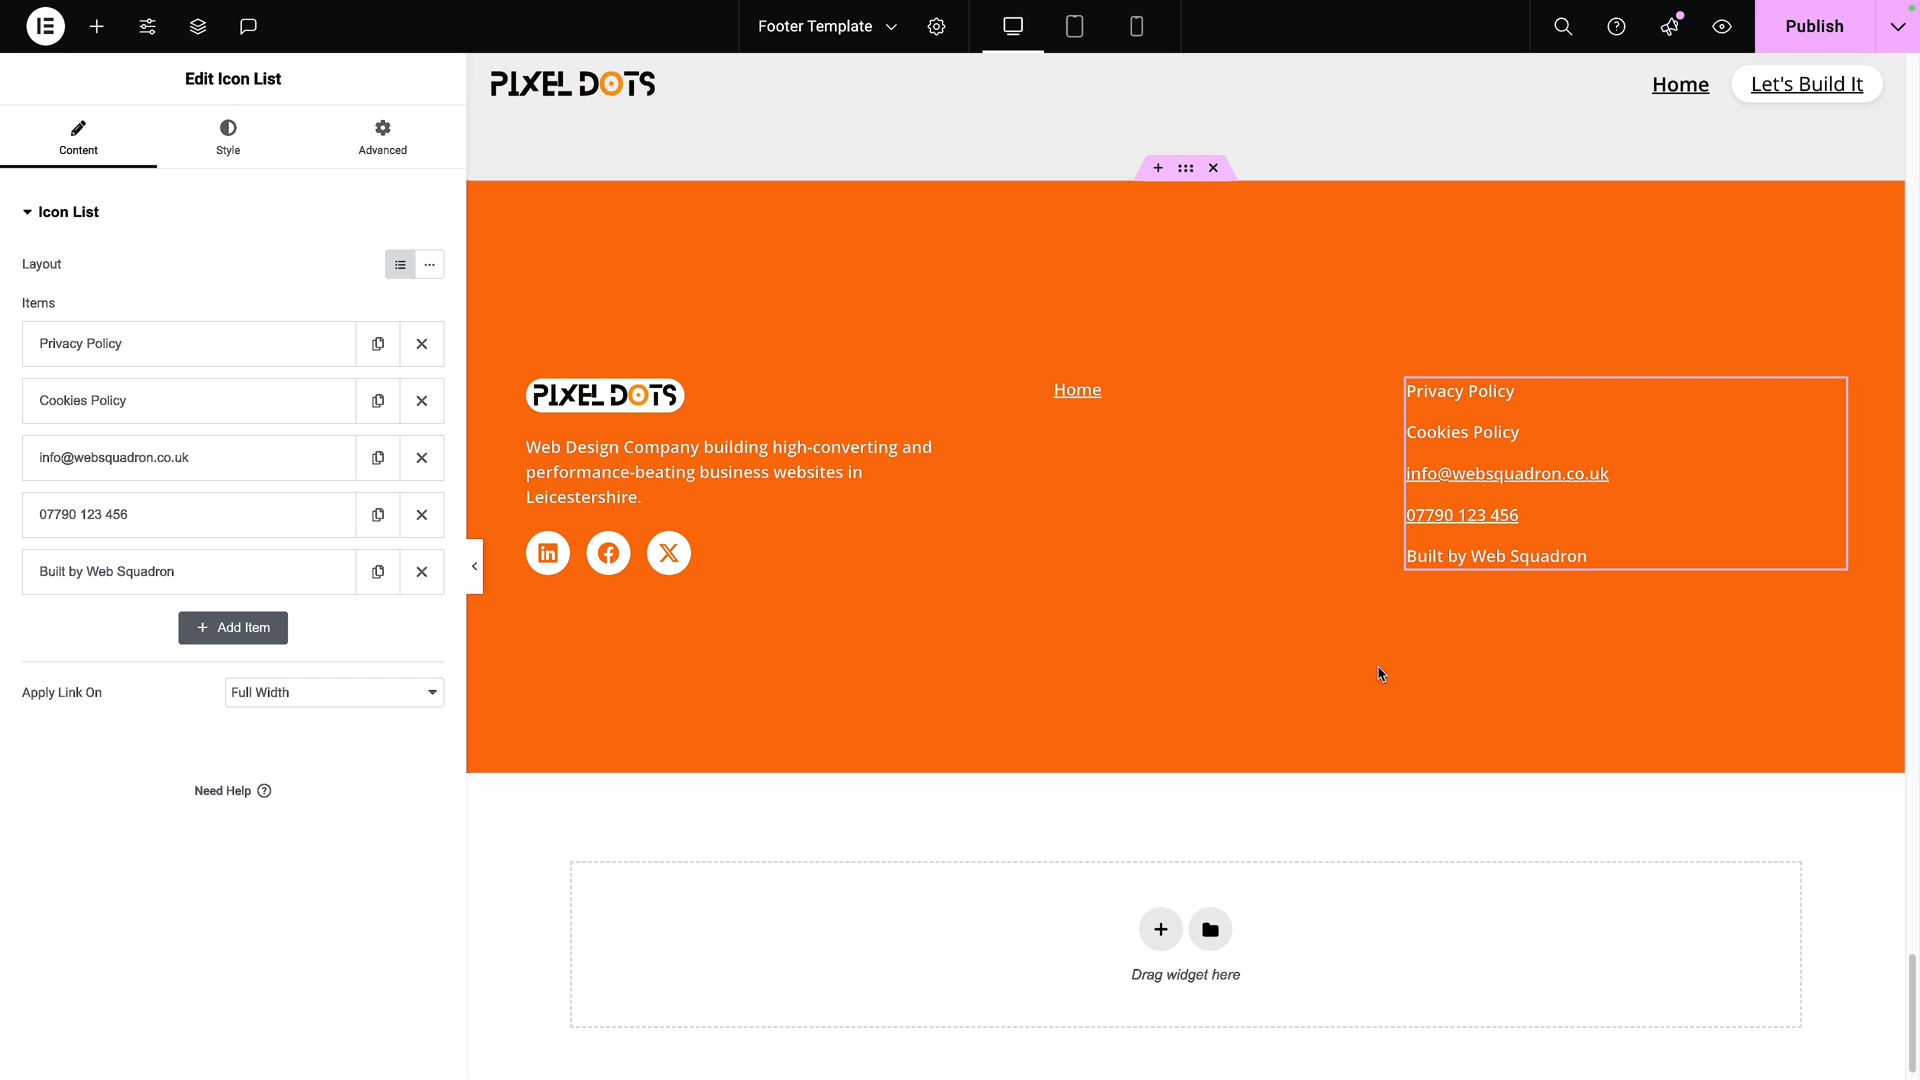 Footer Template
Publish
Edit Icon List
Content
Style
Advanced
Icon List
Layout
Items
Privacy Policy
Cookies Policy
info@websquadron.co.uk
07790 123 456
Built by Web Squadron
+ Add Item
Apply Link On
Full Width
Need Help ?
PIXEL DOTS
Home
Let's Build It
PIXEL DOTS
Web Design Company building high-converting and
performance-beating business websites in
Leicestershire.
Home
Privacy Policy
Cookies Policy
info@websquadron.co.uk
07790 123 456
Built by Web Squadron
Drag widget here